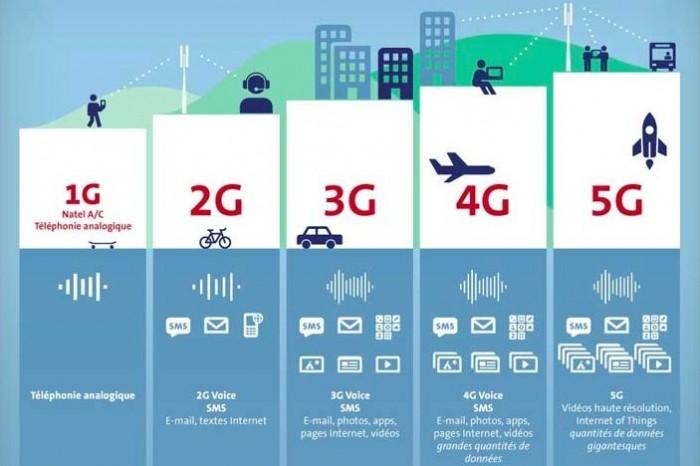 1G
Natel A/C
Téléphonie analogique
2G
3G
4G
5G
SMS
SMS
SMS
SMS
Téléphonie analogique
2G Voice
SMS
E-mail, textes Internet
3G Voice
SMS
E-mail, photos, apps,
pages Internet, vidéos
4G Voice
SMS
E-mail, photos, apps,
pages Internet, vidéos
grandes quantités de
données
5G
Vidéos haute résolution,
Internet of Things
quantités de données
gigantesques